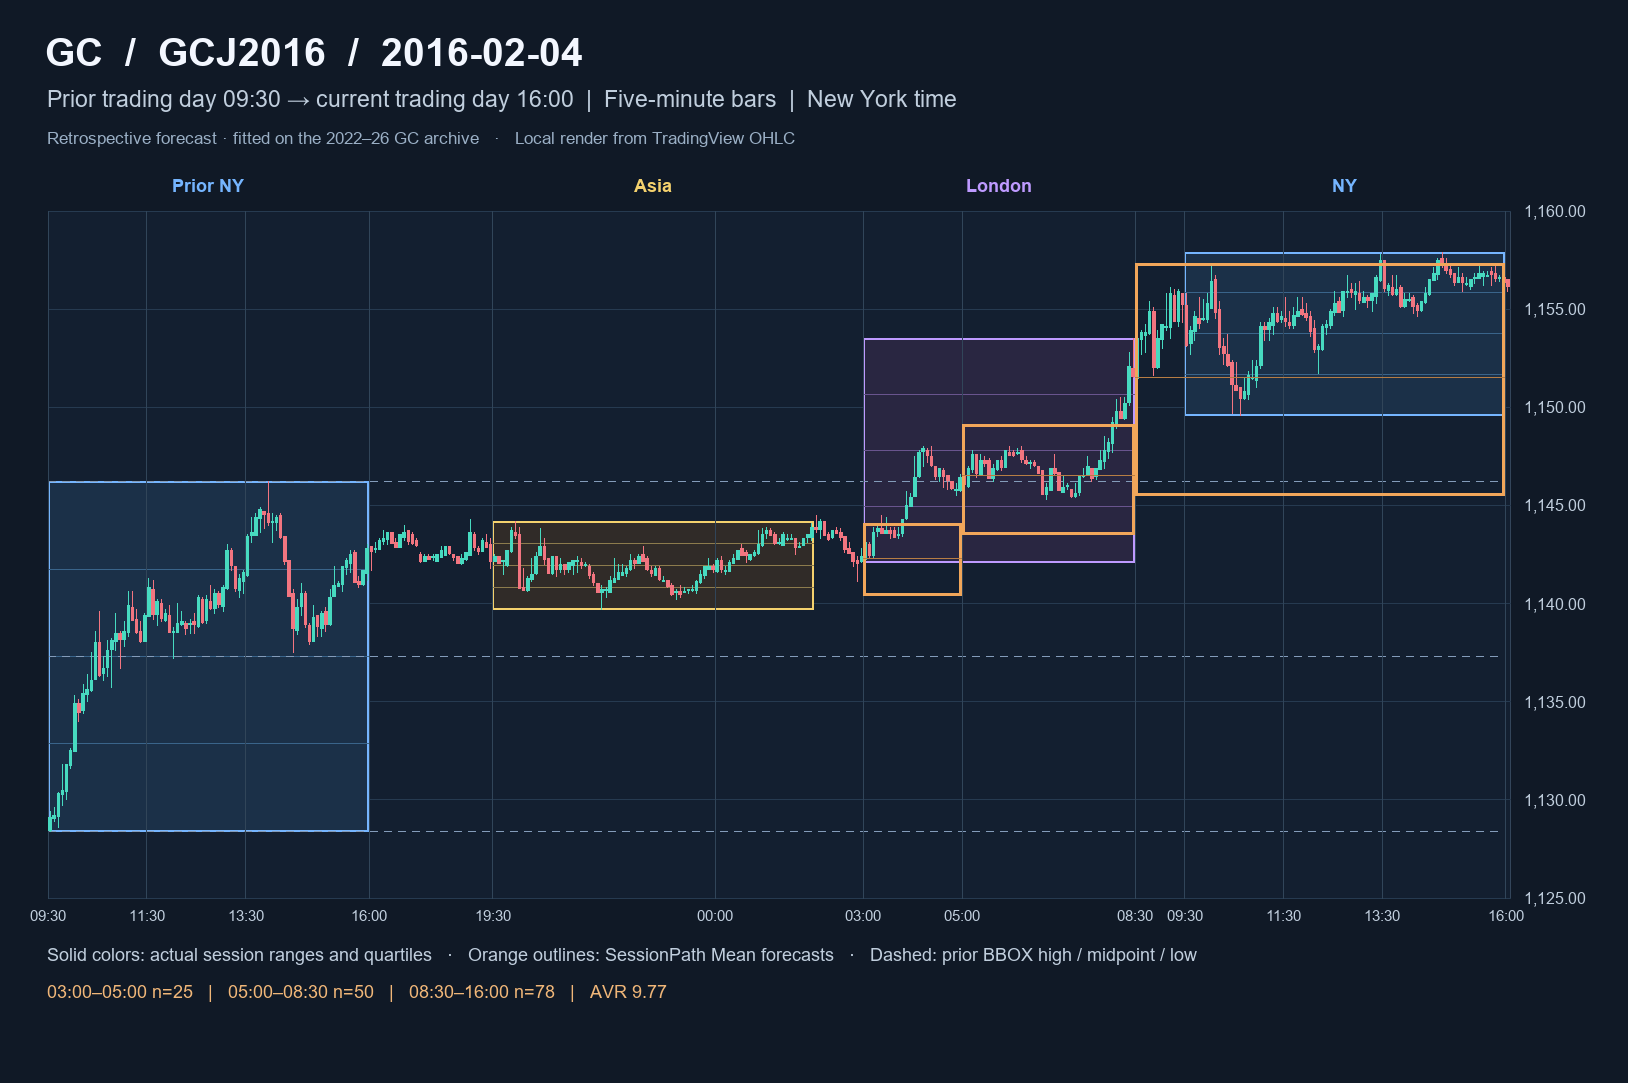 GC / GCJ2016 / 2016-02-04
Prior trading day 09:30 → current trading day 16:00 | Five-minute bars | New York time
Retrospective forecast · fitted on the 2022–26 GC archive · Local render from TradingView OHLC
Prior NY Asia London NY
1,160.00
1,155.00
1,150.00
1,145.00
1,140.00
1,135.00
1,130.00
1,125.00
09:30 11:30 13:30 16:00 19:30 00:00 03:00 05:00 08:30 09:30 11:30 13:30 16:00
Solid colors: actual session ranges and quartiles · Orange outlines: SessionPath Mean forecasts · Dashed: prior BBOX high / midpoint / low
03:00–05:00 n=25 | 05:00–08:30 n=50 | 08:30–16:00 n=78 | AVR 9.77